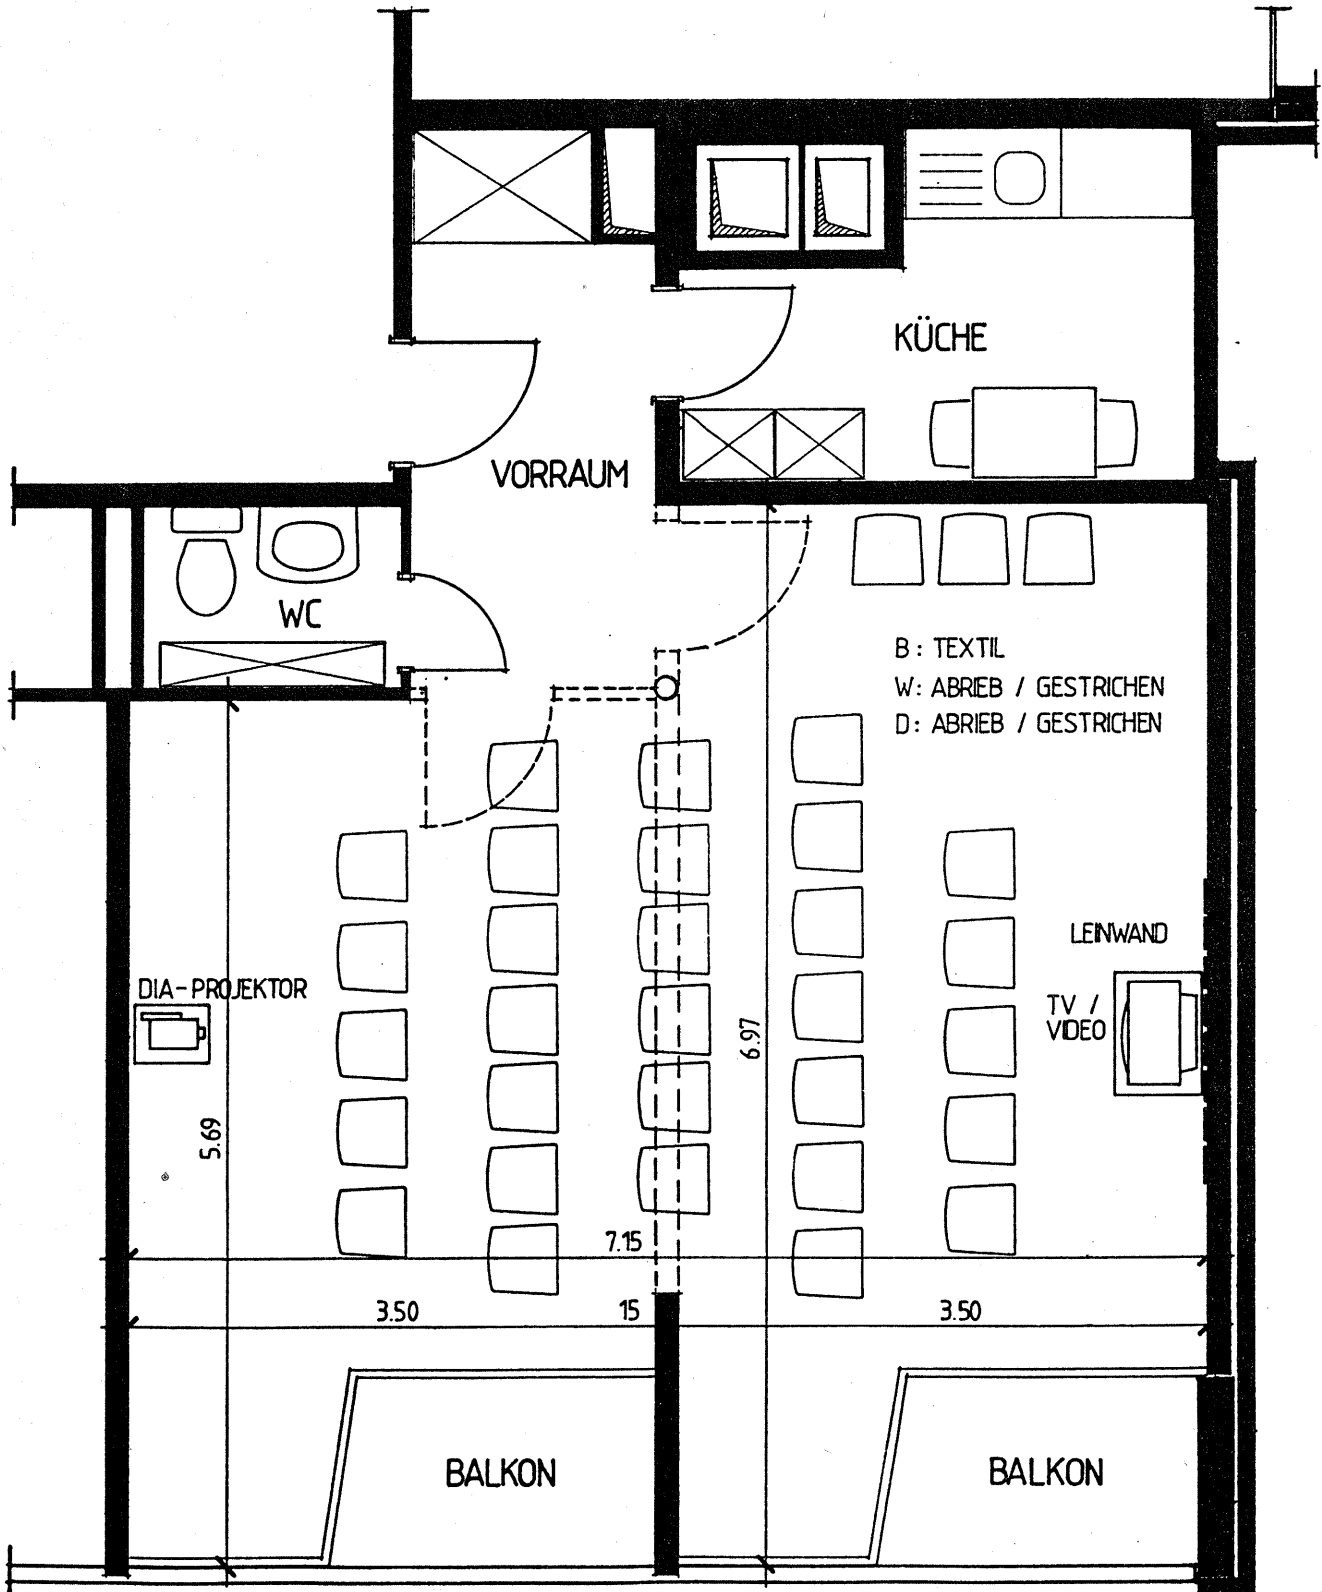 KÜCHE
VORRAUM
WC
B: TEXTIL
W: ABRIEB / GESTRICHEN
D: ABRIEB / GESTRICHEN
LEINWAND
DIA-PROJEKTOR
TV /
VIDEO
6.97
5.69
7.15
3.50
15
3.50
BALKON
BALKON